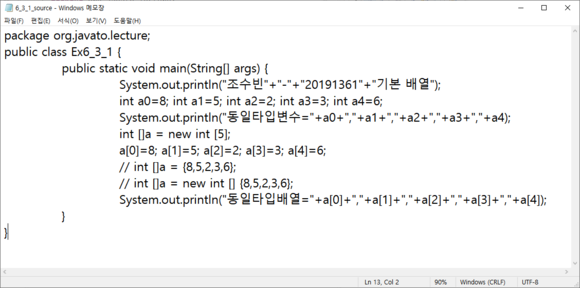 6_3_1_source - Windows 메모장
파일(F) 편집(E) 서식(O) 보기(V) 도움말(H)
package org.javato.lecture;
public class Ex6_3_1 {
public static void main(String[] args) {
System.out.println("조수빈"+"-"+"20191361"+"기본 배열");
int a0=8; int a1=5; int a2=2; int a3=3; int a4=6;
System.out.println("동일타입변수="+a0+","+a1+","+a2+","+a3+","+a4);
int []a = new int [5];
a[0]=8; a[1]=5; a[2]=2; a[3]=3; a[4]=6;
// int []a = {8,5,2,3,6};
// int []a = new int [] {8,5,2,3,6};
System.out.println("동일타입배열="+a[0]+","+a[1]+","+a[2]+","+a[3]+","+a[4]);
}
}
Ln 13, Col 2 90% Windows (CRLF) UTF-8